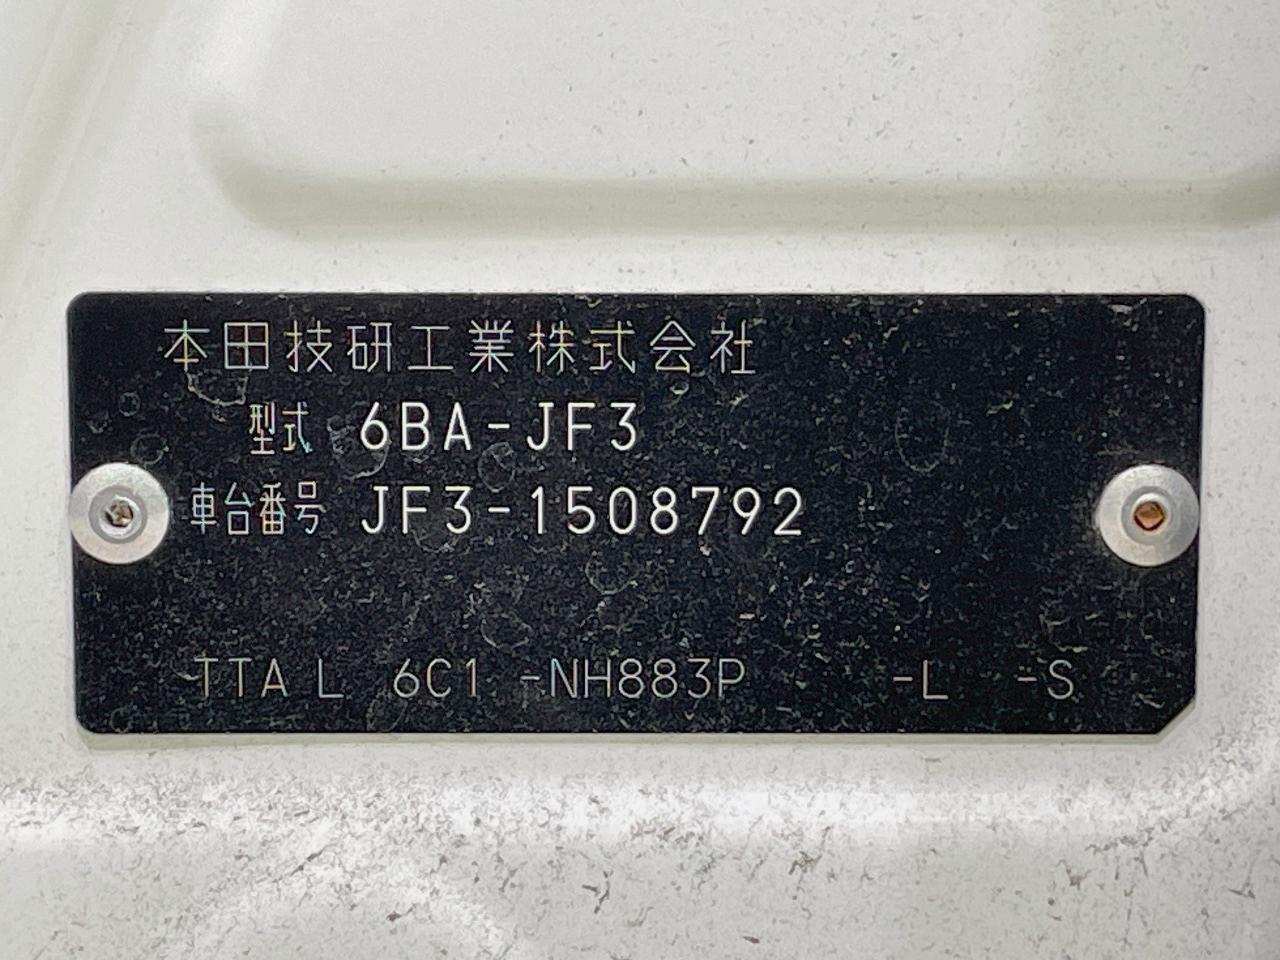 本田技研工業株式会社
型式 6BA-JF3
車台番号 JF3-1508792
TTA L 6C1 -NH883P -L -S